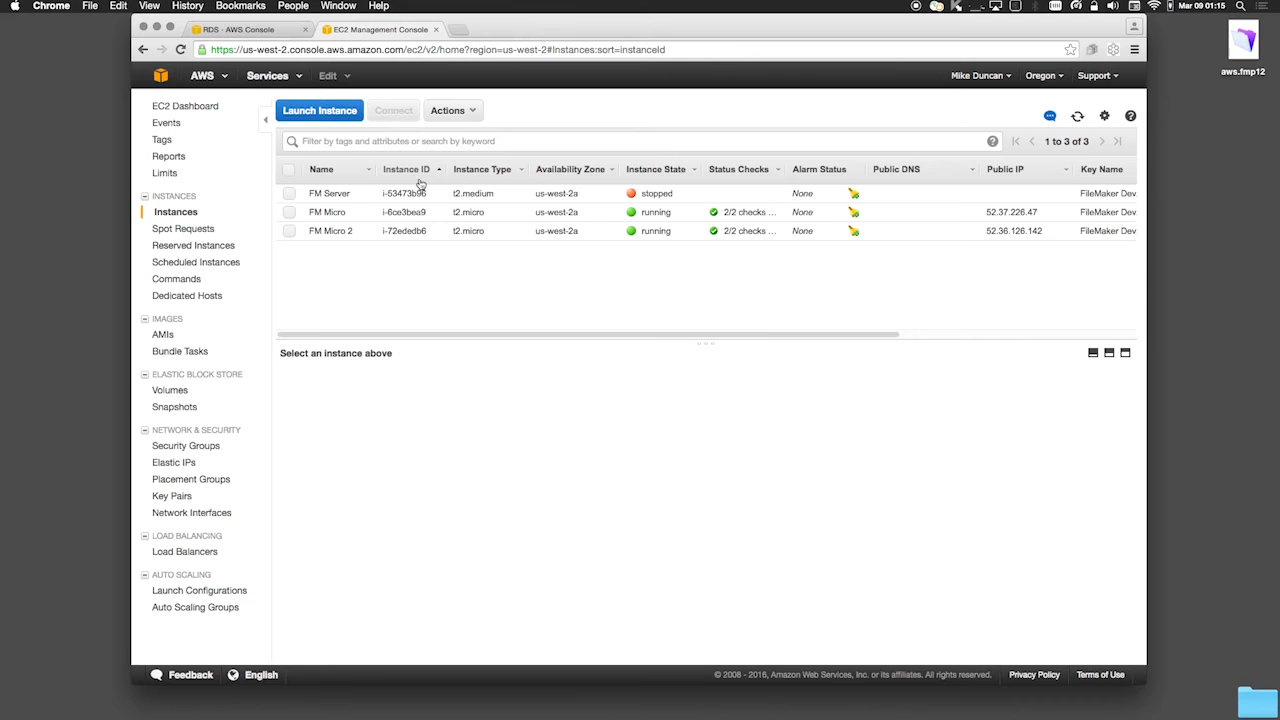 Chrome File Edit View History Bookmarks People Window Help Mar 09 01:15
RDS - AWS Console EC2 Management Console
https://us-west-2.console.aws.amazon.com/ec2/v2/home?region=us-west-2#Instances:sort=instanceId
AWS Services Edit Mike Duncan Oregon Support
aws.fmp12
EC2 Dashboard
Events
Tags
Reports
Limits
INSTANCES
Instances
Spot Requests
Reserved Instances
Scheduled Instances
Commands
Dedicated Hosts
IMAGES
AMIs
Bundle Tasks
ELASTIC BLOCK STORE
Volumes
Snapshots
NETWORK & SECURITY
Security Groups
Elastic IPs
Placement Groups
Key Pairs
Network Interfaces
LOAD BALANCING
Load Balancers
AUTO SCALING
Launch Configurations
Auto Scaling Groups
Launch Instance Connect Actions
Filter by tags and attributes or search by keyword 1 to 3 of 3
Name Instance ID Instance Type Availability Zone Instance State Status Checks Alarm Status Public DNS Public IP Key Name
FM Server i-53473b96 t2.medium us-west-2a stopped None FileMaker Dev
FM Micro i-6ce3bea9 t2.micro us-west-2a running 2/2 checks ... None 52.37.226.47 FileMaker Dev
FM Micro 2 i-72ededb6 t2.micro us-west-2a running 2/2 checks ... None 52.36.126.142 FileMaker Dev
Select an instance above
Feedback English © 2008 - 2016, Amazon Web Services, Inc. or its affiliates. All rights reserved. Privacy Policy Terms of Use